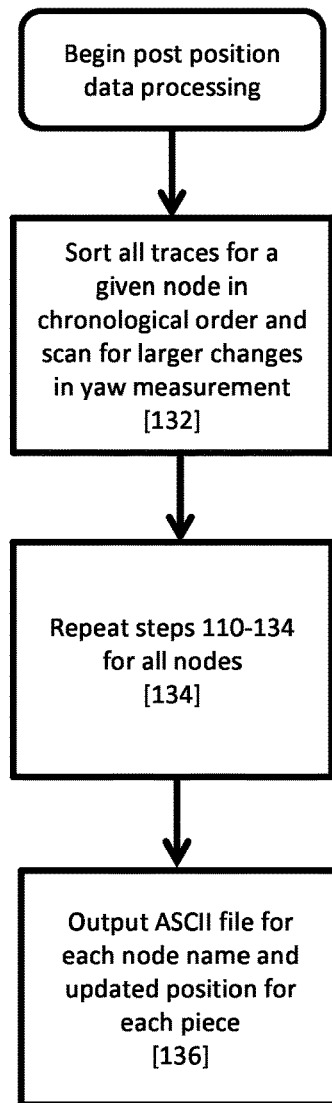 Begin post position
data processing
Sort all traces for a
given node in
chronological order and
scan for larger changes
in yaw measurement
[132]
Repeat steps 110-134
for all nodes
[134]
Output ASCII file for
each node name and
updated position for
each piece
[136]